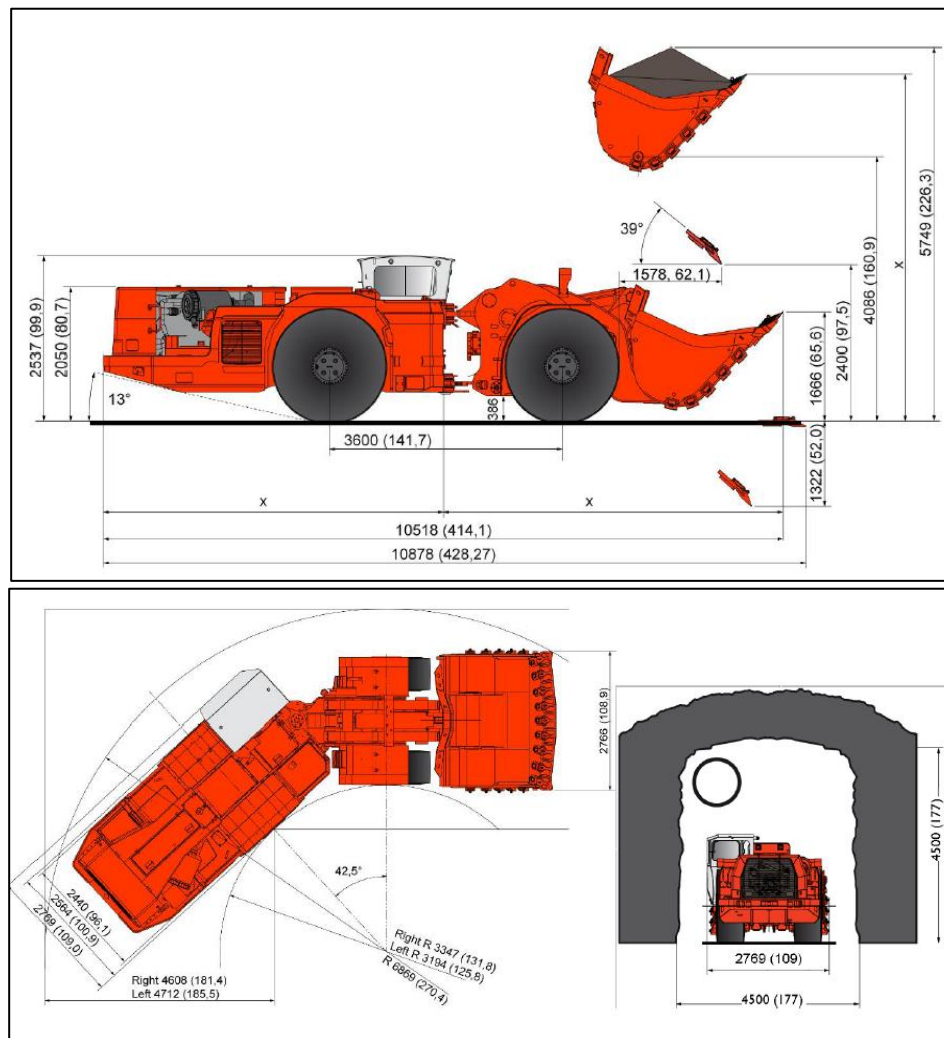 39°
1578, 62,1)
5749 (226,3)
x
4086 (160,9)
2400 (97,5)
1666 (65,6)
2537 (99,9)
2050 (80,7)
13°
386
3600 (141,7)
1322 (52,0)
x
x
10518 (414,1)
10878 (428,27)
2766 (108,9)
42,5°
2440 (96,1)
2564 (100,9)
2769 (109,0)
Right R 3347 (131,8)
Left R 3194 (125,8)
R 6869 (270,4)
Right 4608 (181,4)
Left 4712 (185,5)
4500 (177)
2769 (109)
4500 (177)